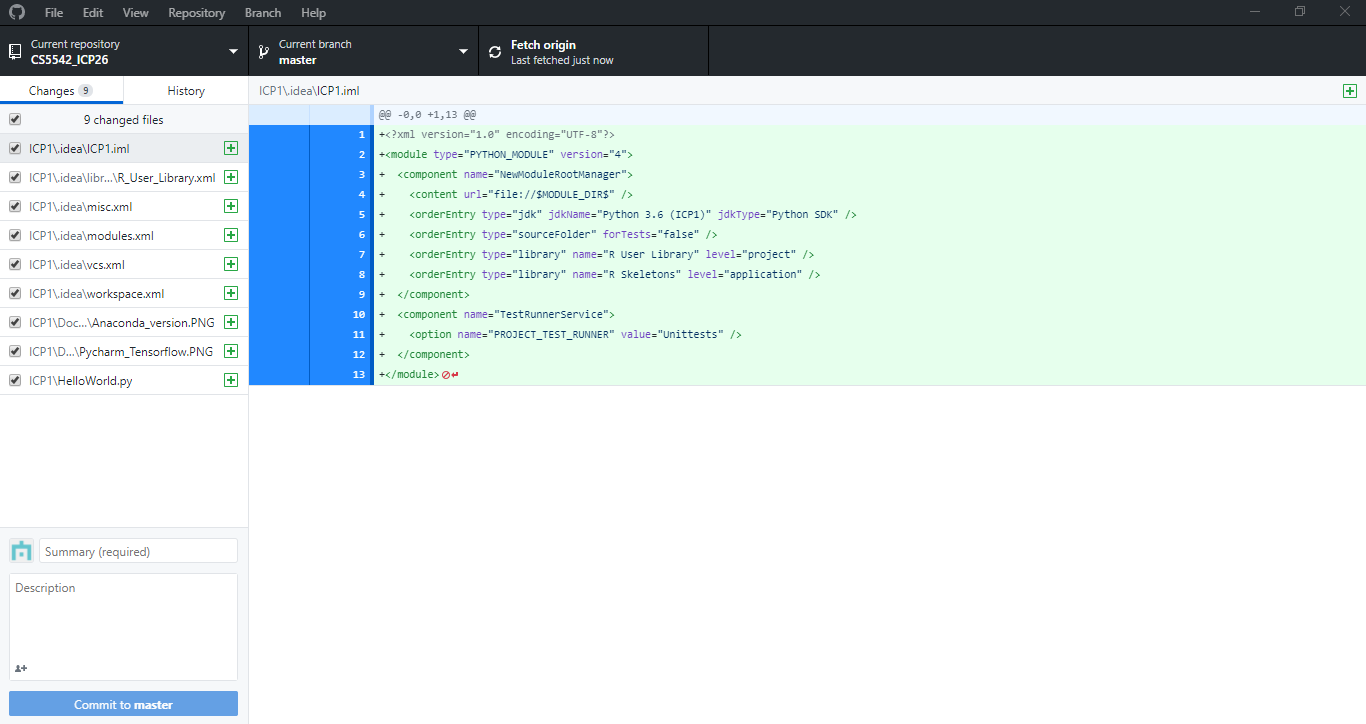 File Edit View Repository Branch Help
Current repository
CS5542_ICP26
Current branch
master
Fetch origin
Last fetched just now
Changes 9
History
ICP1\.idea\ICP1.iml
9 changed files
ICP1\.idea\ICP1.iml
ICP1\.idea\libr...\R_User_Library.xml
ICP1\.idea\misc.xml
ICP1\.idea\modules.xml
ICP1\.idea\vcs.xml
ICP1\.idea\workspace.xml
ICP1\Doc...\Anaconda_version.PNG
ICP1\D...\Pycharm_Tensorflow.PNG
ICP1\HelloWorld.py
@@ -0,0 +1,13 @@
1 +<?xml version="1.0" encoding="UTF-8"?>
2 +<module type="PYTHON_MODULE" version="4">
3 +  <component name="NewModuleRootManager">
4 +    <content url="file://$MODULE_DIR$" />
5 +    <orderEntry type="jdk" jdkName="Python 3.6 (ICP1)" jdkType="Python SDK" />
6 +    <orderEntry type="sourceFolder" forTests="false" />
7 +    <orderEntry type="library" name="R User Library" level="project" />
8 +    <orderEntry type="library" name="R Skeletons" level="application" />
9 +  </component>
10 +  <component name="TestRunnerService">
11 +    <option name="PROJECT_TEST_RUNNER" value="Unittests" />
12 +  </component>
13 +</module>
Summary (required)
Description
Commit to master